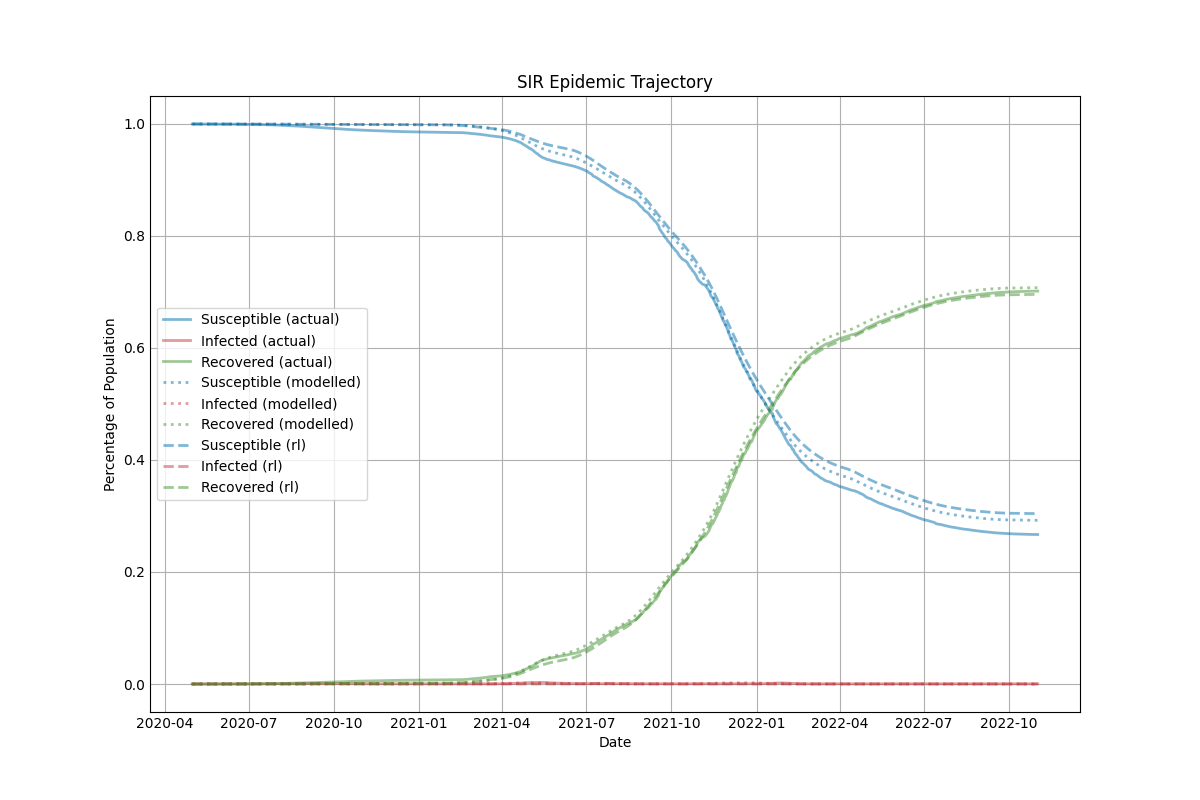 SIR Epidemic Trajectory
Percentage of Population
1.0
0.8
0.6
0.4
0.2
0.0
Susceptible (actual)
Infected (actual)
Recovered (actual)
Susceptible (modelled)
Infected (modelled)
Recovered (modelled)
Susceptible (rl)
Infected (rl)
Recovered (rl)
2020-04 2020-07 2020-10 2021-01 2021-04 2021-07 2021-10 2022-01 2022-04 2022-07 2022-10
Date